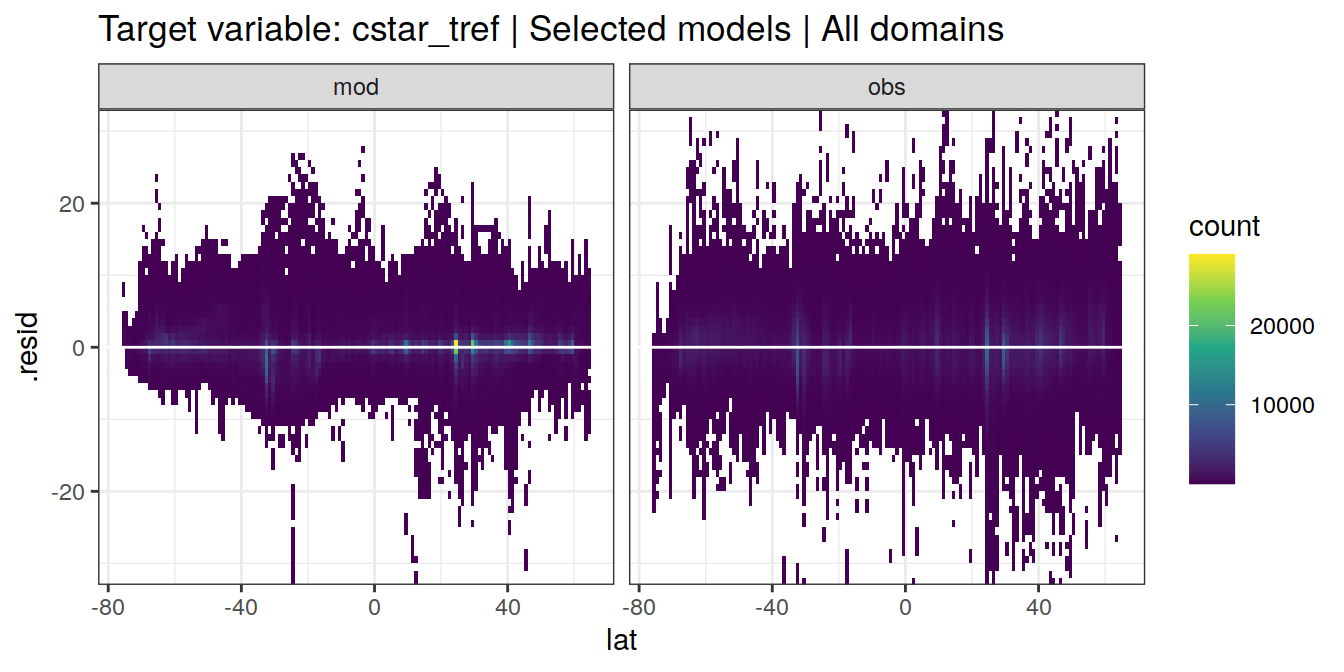 Target variable: cstar_tref | Selected models | All domains
mod
obs
.resid
20
0
-20
-80
-40
0
40
-80
-40
0
40
lat
count
20000
10000